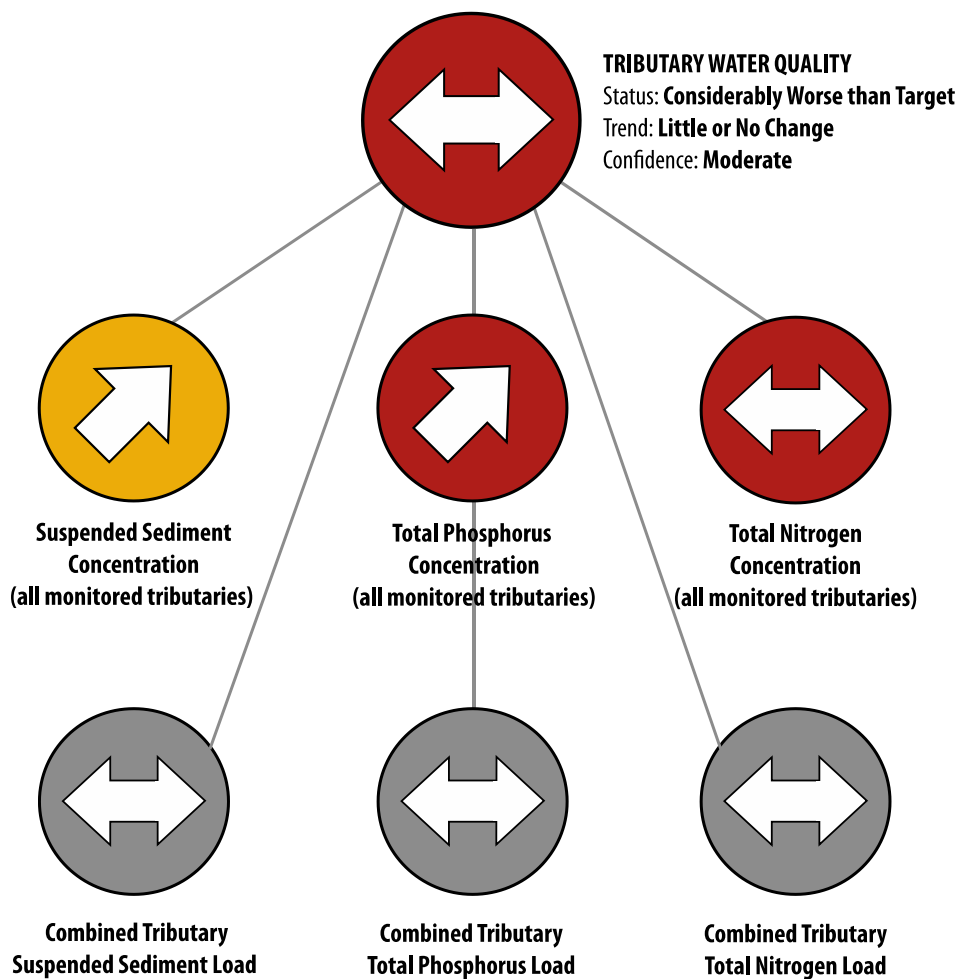 TRIBUTARY WATER QUALITY
Status: Considerably Worse than Target
Trend: Little or No Change
Confidence: Moderate
Suspended Sediment
Concentration
(all monitored tributaries)
Total Phosphorus
Concentration
(all monitored tributaries)
Total Nitrogen
Concentration
(all monitored tributaries)
Combined Tributary
Suspended Sediment Load
Combined Tributary
Total Phosphorus Load
Combined Tributary
Total Nitrogen Load